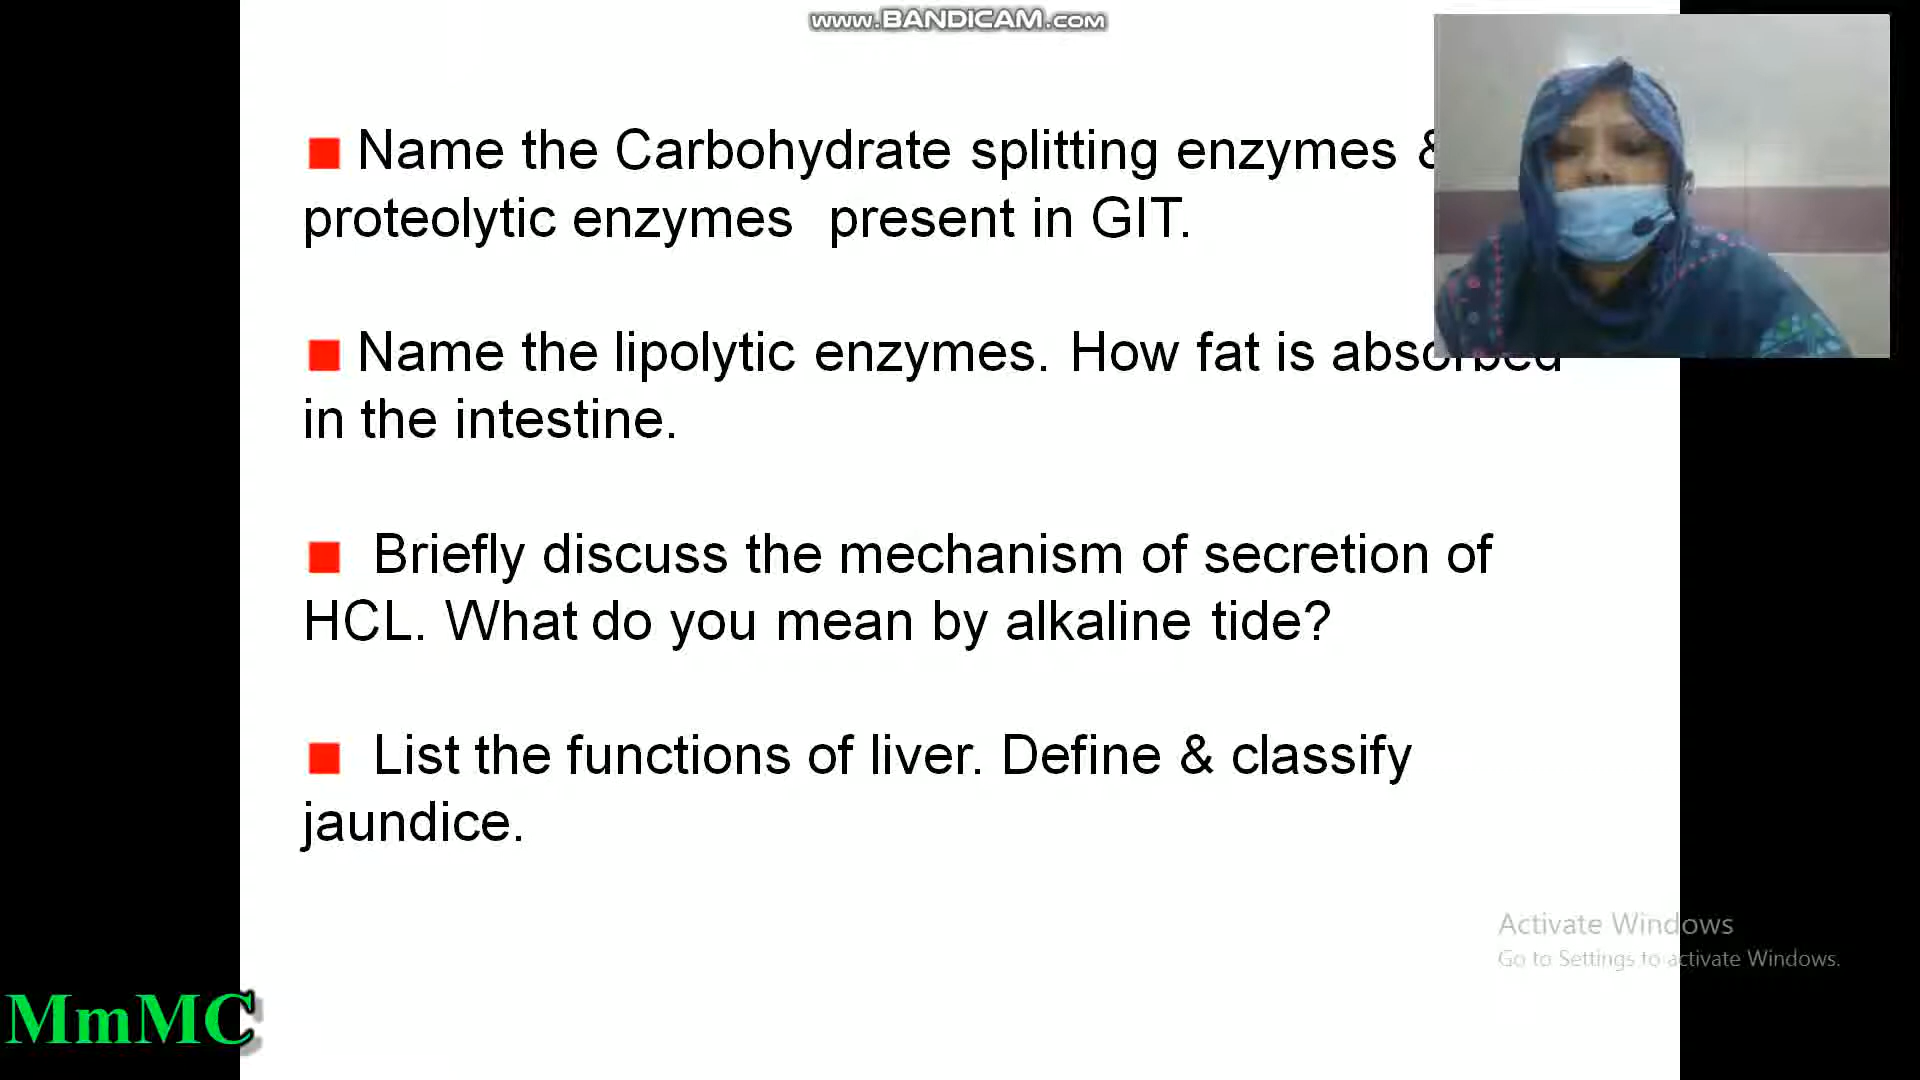 www.BANDICAM.com
Name the Carbohydrate splitting enzymes &
proteolytic enzymes present in GIT.
Name the lipolytic enzymes. How fat is absorbed
in the intestine.
Briefly discuss the mechanism of secretion of
HCL. What do you mean by alkaline tide?
List the functions of liver. Define & classify
jaundice.
Activate Windows
Go to Settings to activate Windows.
MmMC